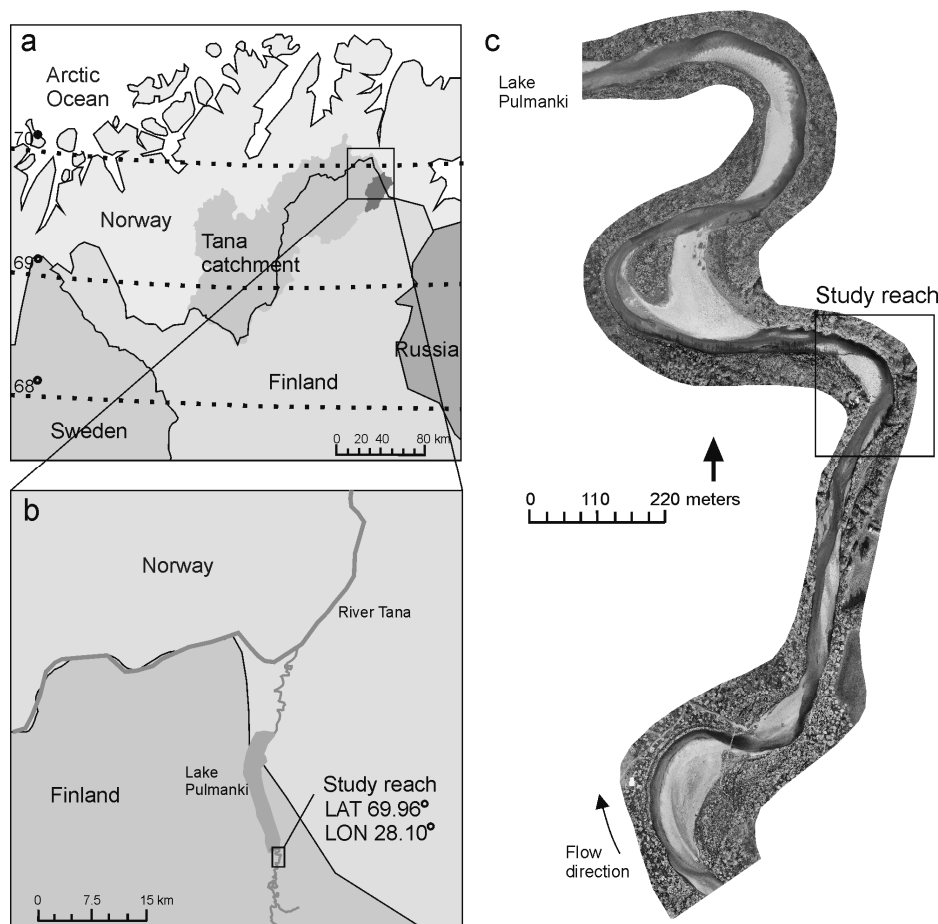 a
Arctic
Ocean
70
Norway
Tana
catchment
69
Russia
Finland
68
Sweden
0 20 40 80 km
b
Norway
River Tana
Lake
Pulmanki
Study reach
LAT 69.96°
LON 28.10°
Finland
0 7.5 15 km
c
Lake
Pulmanki
Study reach
0 110 220 meters
Flow
direction